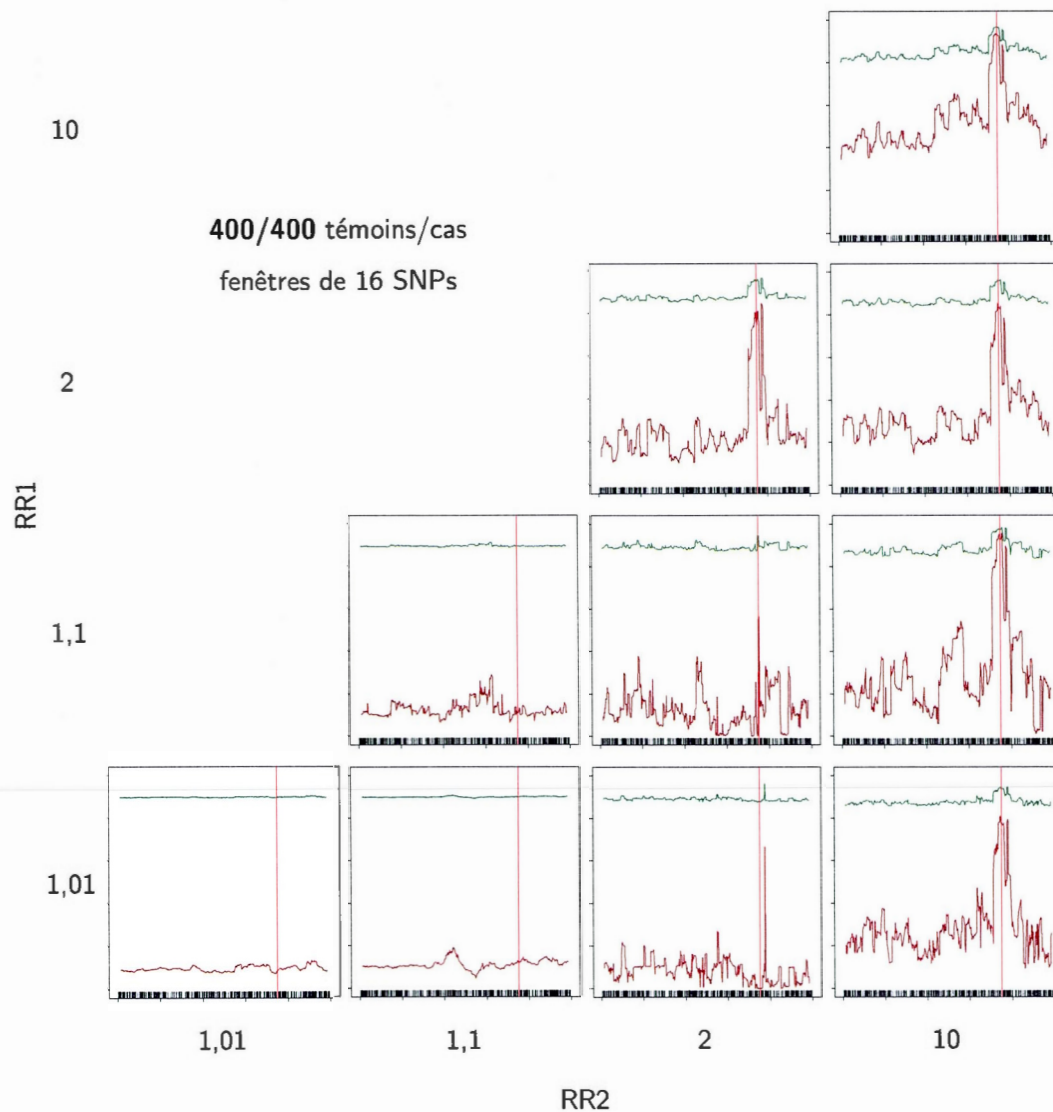 10
400/400 témoins/cas
fenêtres de 16 SNPs
2
RR1
1,1
1,01
1,01 1,1 2 10
RR2